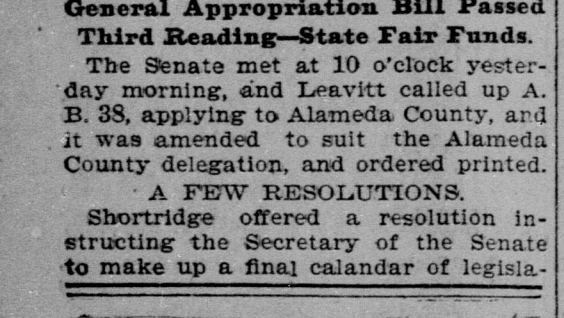 General Appropriation Bill Passed
Third Reading—State Fair Funds.
The Senate met at 10 o'clock yester-
day morning, and Leavitt called up A.
B. 38, applying to Alameda County, and
it was amended to suit the Alameda
County delegation, and ordered printed.
A FEW RESOLUTIONS.
Shortridge offered a resolution in-
structing the Secretary of the Senate
to make up a final calandar of legisla-